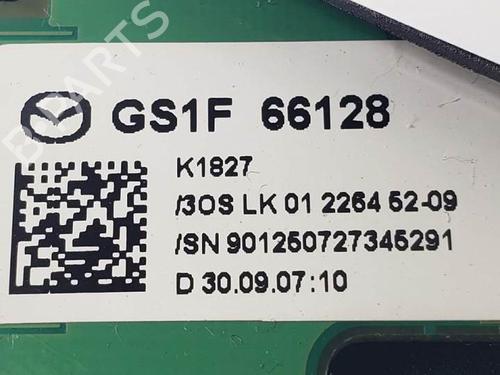 GS1F 66128
K1827
/3OS LK 01 2264 52-09
/SN 901250727345291
D 30.09.07:10